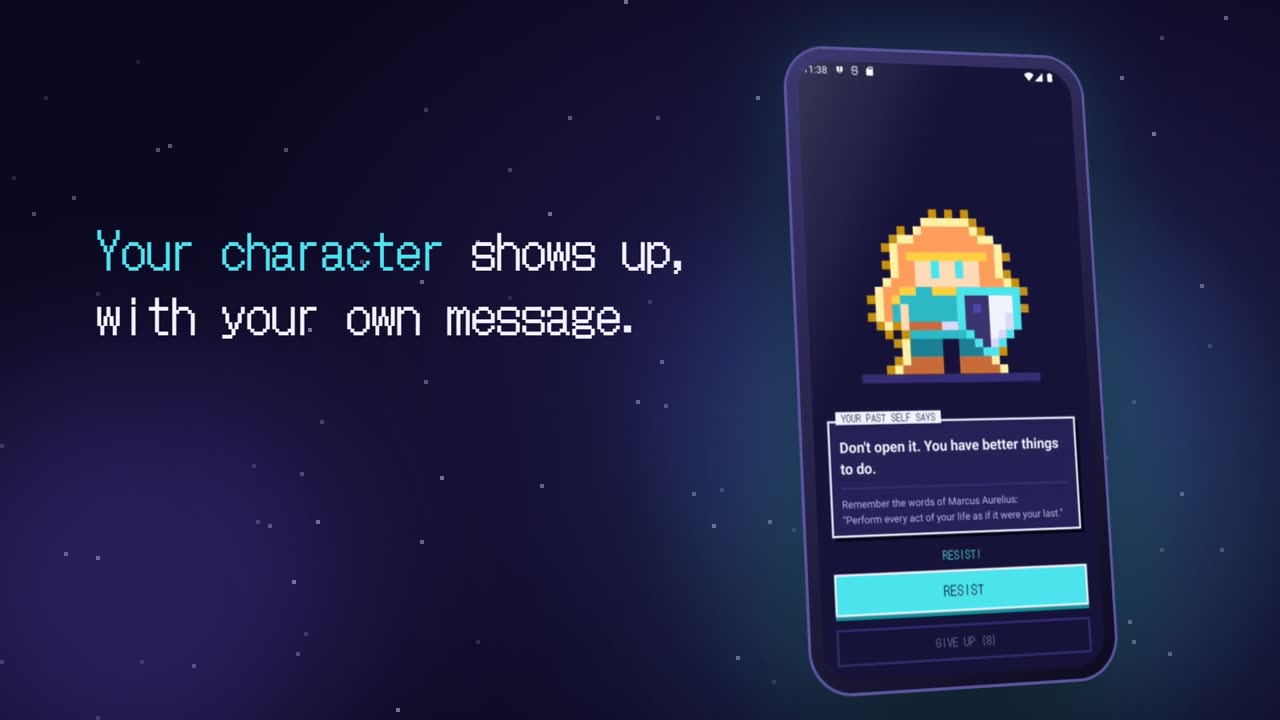 Your character shows up,
with your own message.
1:38
YOUR PAST SELF SAYS
Don't open it. You have better things
to do.
Remember the words of Marcus Aurelius:
"Perform every act of your life as if it were your last."
RESIST!
RESIST
GIVE UP (8)